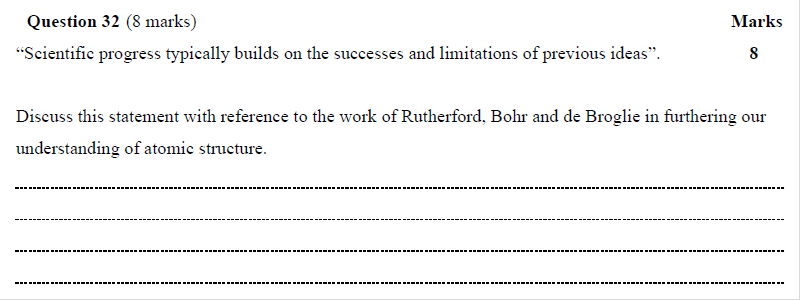 Question 32 (8 marks) Marks
“Scientific progress typically builds on the successes and limitations of previous ideas”. 8
Discuss this statement with reference to the work of Rutherford, Bohr and de Broglie in furthering our
understanding of atomic structure.